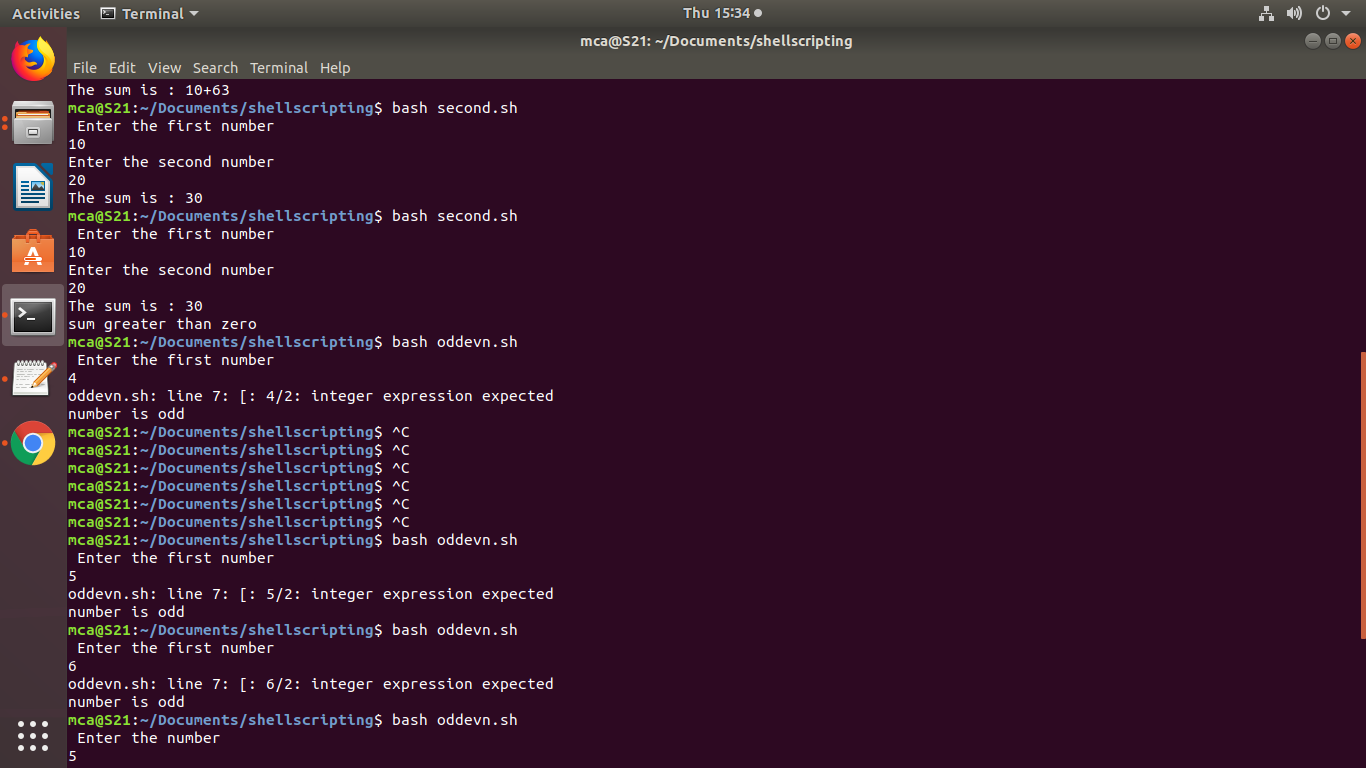 Activities Terminal Thu 15:34
mca@S21: ~/Documents/shellscripting
File Edit View Search Terminal Help
The sum is : 10+63
mca@S21:~/Documents/shellscripting$ bash second.sh
 Enter the first number
10
Enter the second number
20
The sum is : 30
mca@S21:~/Documents/shellscripting$ bash second.sh
 Enter the first number
10
Enter the second number
20
The sum is : 30
sum greater than zero
mca@S21:~/Documents/shellscripting$ bash oddevn.sh
 Enter the first number
4
oddevn.sh: line 7: [: 4/2: integer expression expected
number is odd
mca@S21:~/Documents/shellscripting$ ^C
mca@S21:~/Documents/shellscripting$ ^C
mca@S21:~/Documents/shellscripting$ ^C
mca@S21:~/Documents/shellscripting$ ^C
mca@S21:~/Documents/shellscripting$ ^C
mca@S21:~/Documents/shellscripting$ ^C
mca@S21:~/Documents/shellscripting$ bash oddevn.sh
 Enter the first number
5
oddevn.sh: line 7: [: 5/2: integer expression expected
number is odd
mca@S21:~/Documents/shellscripting$ bash oddevn.sh
 Enter the first number
6
oddevn.sh: line 7: [: 6/2: integer expression expected
number is odd
mca@S21:~/Documents/shellscripting$ bash oddevn.sh
 Enter the number
5